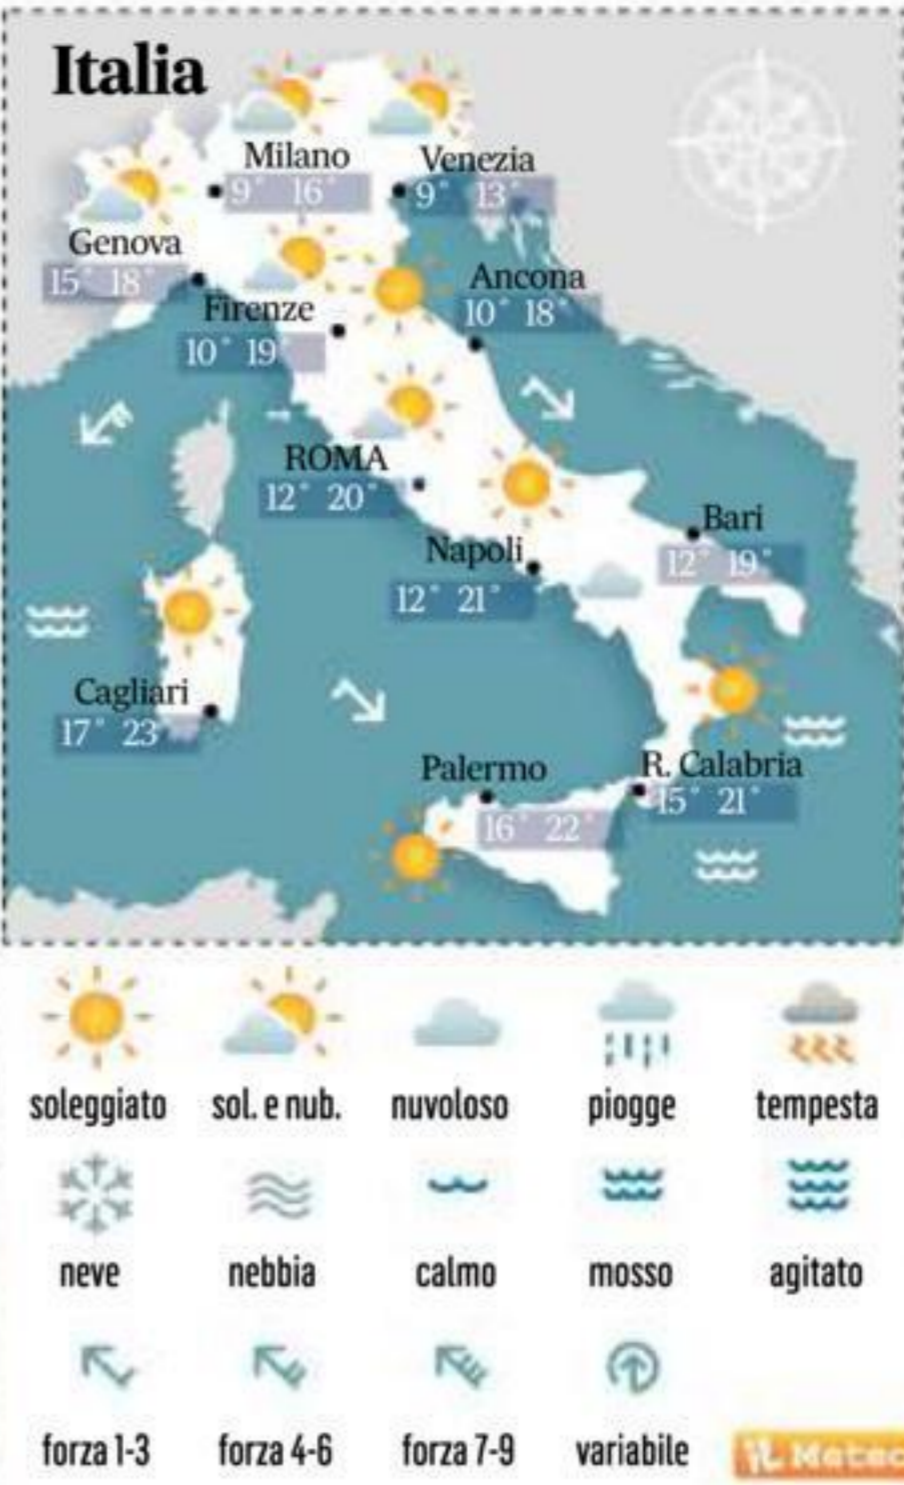 Italia
Milano
9° 16°
Venezia
9° 13°
Genova
15° 18°
Ancona
10° 18°
Firenze
10° 19°
ROMA
12° 20°
Bari
12° 19°
Napoli
12° 21°
Cagliari
17° 23°
Palermo
16° 22°
R. Calabria
15° 21°
soleggiato sol. e nub. nuvoloso piogge tempesta
neve nebbia calmo mosso agitato
forza 1-3 forza 4-6 forza 7-9 variabile
iL Meteo